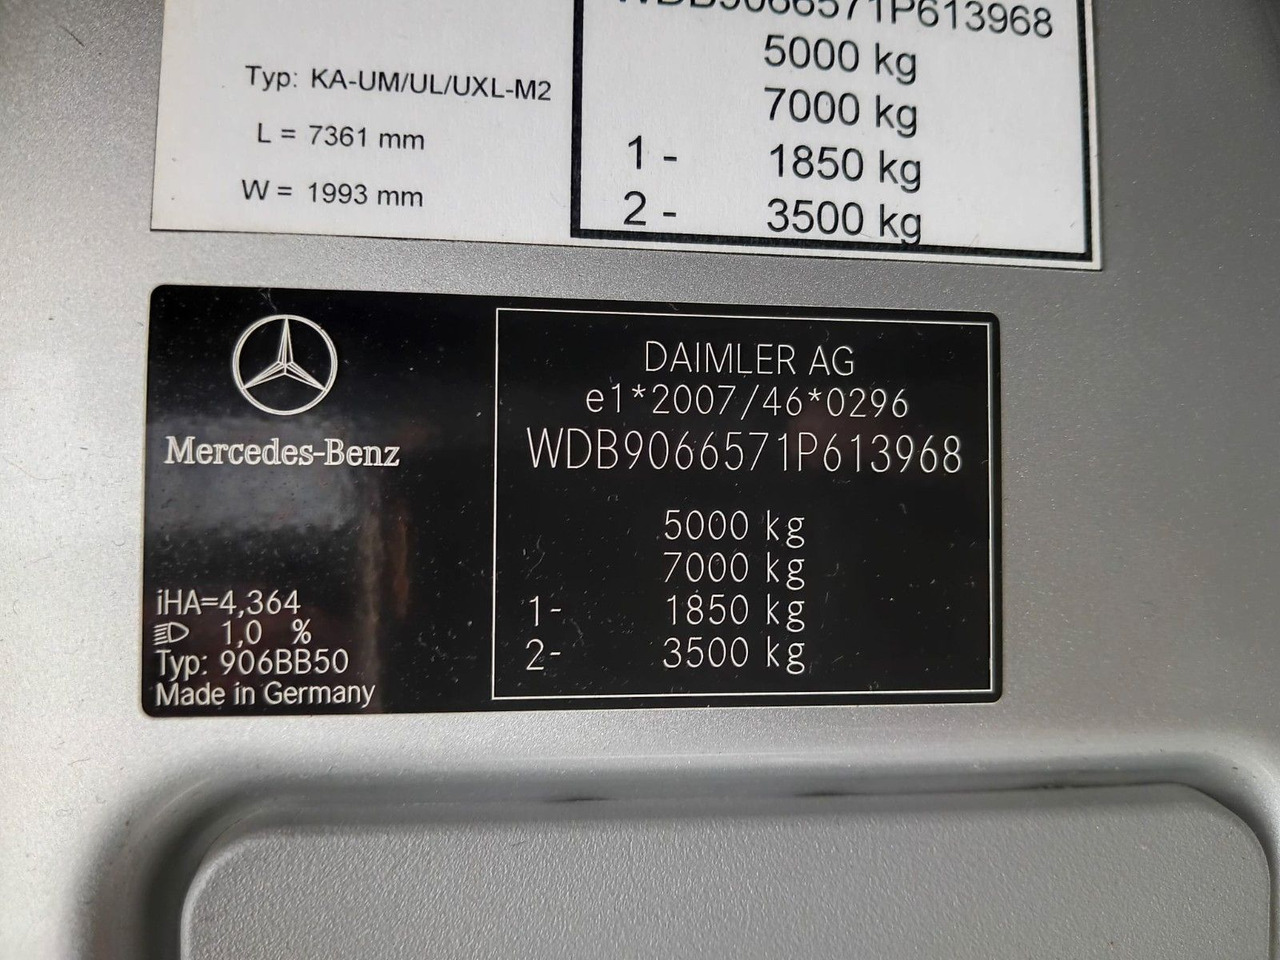 WDB9066571P613968
5000 kg
7000 kg
1 - 1850 kg
2 - 3500 kg
Typ: KA-UM/UL/UXL-M2
L = 7361 mm
W = 1993 mm
Mercedes-Benz
iHA=4,364
1,0 %
Typ: 906BB50
Made in Germany
DAIMLER AG
e1*2007/46*0296
WDB9066571P613968
5000 kg
7000 kg
1- 1850 kg
2- 3500 kg